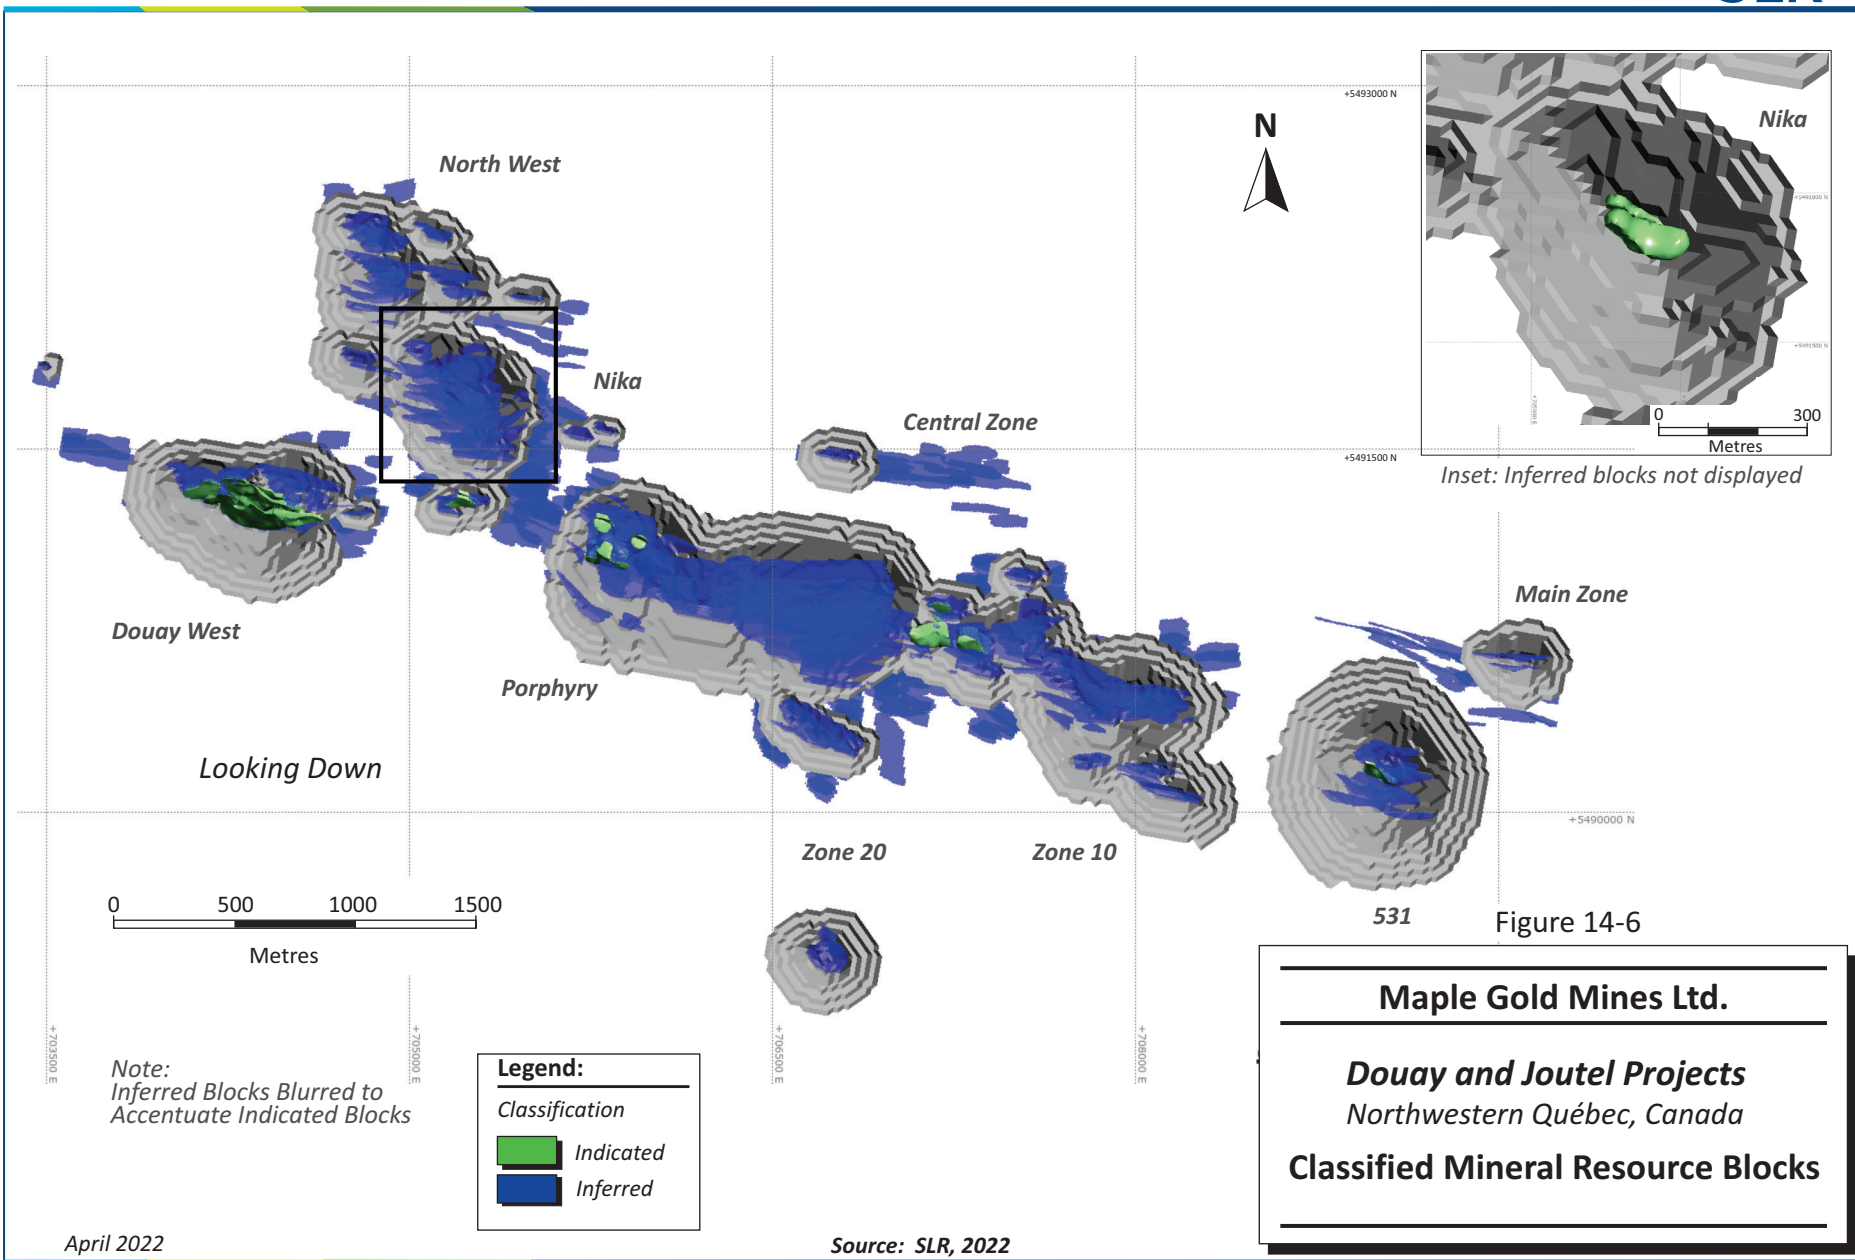 +5493000 N
N
Nika
North West
+5491800 N
+5491500 N
Nika
0 300
Metres
Central Zone
+5491500 N
Inset: Inferred blocks not displayed
Main Zone
Douay West
Porphyry
Looking Down
+5490000 N
Zone 20
Zone 10
0 500 1000 1500
Metres
531
Figure 14-6
Maple Gold Mines Ltd.
Douay and Joutel Projects
Northwestern Québec, Canada
Classified Mineral Resource Blocks
+703500 E
+705000 E
+706500 E
+708000 E
Note:
Inferred Blocks Blurred to
Accentuate Indicated Blocks
Legend:
Classification
Indicated
Inferred
April 2022
Source: SLR, 2022